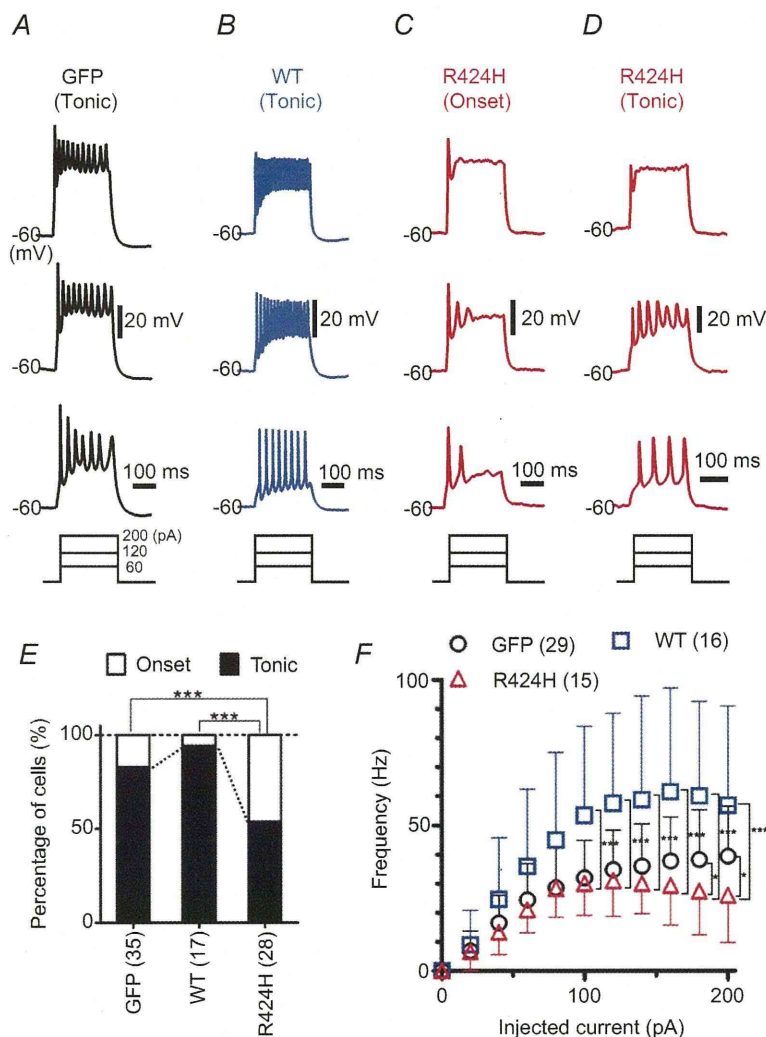 A B C D
GFP
(Tonic)
WT
(Tonic)
R424H
(Onset)
R424H
(Tonic)
-60
(mV)
-60
-60
-60
-60
20 mV
-60
20 mV
-60
20 mV
-60
20 mV
-60
100 ms
-60
100 ms
-60
100 ms
-60
100 ms
200 (pA)
120
60
E
Onset Tonic
***
***
Percentage of cells (%)
100
50
0
GFP (35)
WT (17)
R424H (28)
F
GFP (29) WT (16)
R424H (15)
Frequency (Hz)
100
50
0
*** *** *** *** *** ***
* *
0 100 200
Injected current (pA)